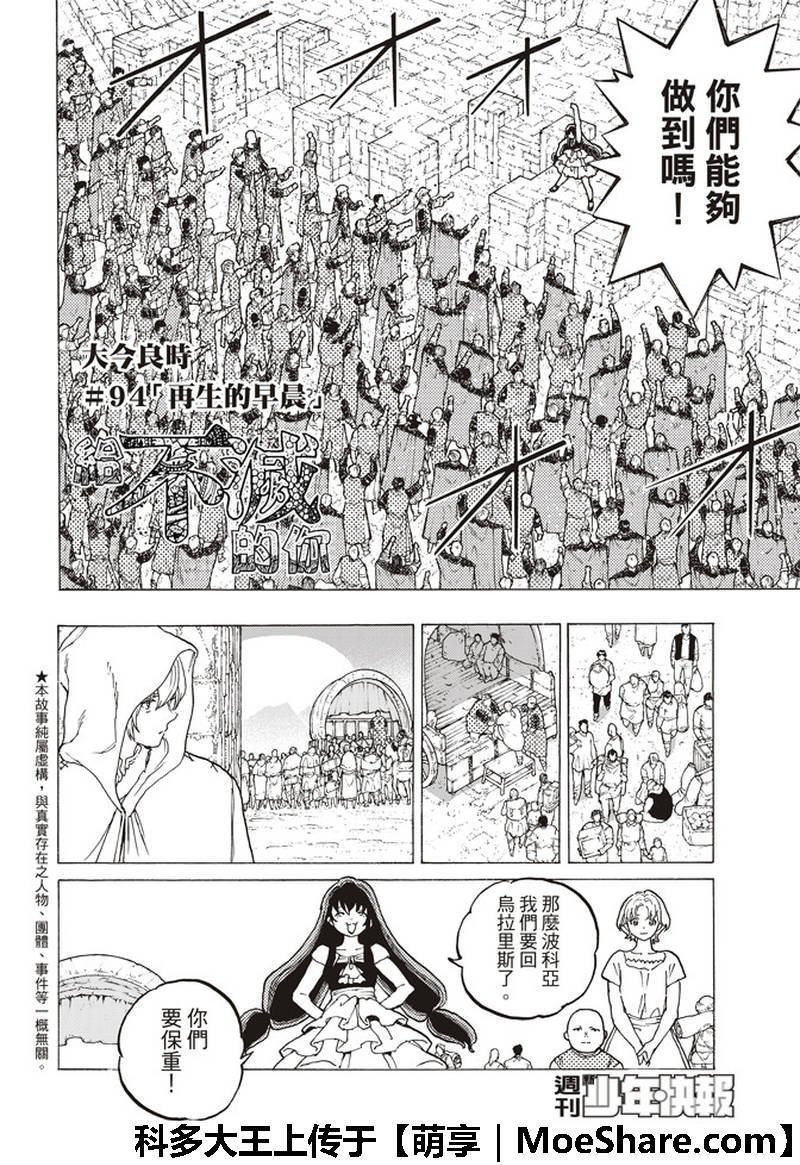 你們能夠
做到嗎！
オ
オ
オ
オ
オ
オ
大今良時
＃94「再生的早晨」
給不滅
的你
★本故事純屬虛構，與真實存在之人物、團體、事件等一概無關。
那麼波科亞
我們要回
烏拉里斯了。
你們
要保重！
週刊
少年快報
科多大王上传于【萌享 | MoeShare.com】